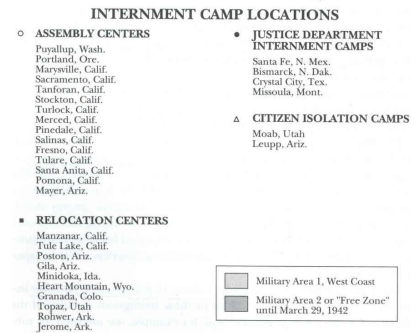 INTERNMENT CAMP LOCATIONS
ASSEMBLY CENTERS
Puyallup, Wash.
Portland, Ore.
Marysville, Calif.
Sacramento, Calif.
Tanforan, Calif.
Stockton, Calif.
Turlock, Calif.
Merced, Calif.
Pinedale, Calif.
Salinas, Calif.
Fresno, Calif.
Tulare, Calif.
Santa Anita, Calif.
Pomona, Calif.
Mayer, Ariz.
RELOCATION CENTERS
Manzanar, Calif.
Tule Lake, Calif.
Poston, Ariz.
Gila, Ariz.
Minidoka, Ida.
Heart Mountain, Wyo.
Granada, Colo.
Topaz, Utah
Rohwer, Ark.
Jerome, Ark.
JUSTICE DEPARTMENT
INTERNMENT CAMPS
Santa Fe, N. Mex.
Bismarck, N. Dak.
Crystal City, Tex.
Missoula, Mont.
CITIZEN ISOLATION CAMPS
Moab, Utah
Leupp, Ariz.
Military Area 1, West Coast
Military Area 2 or "Free Zone"
until March 29, 1942